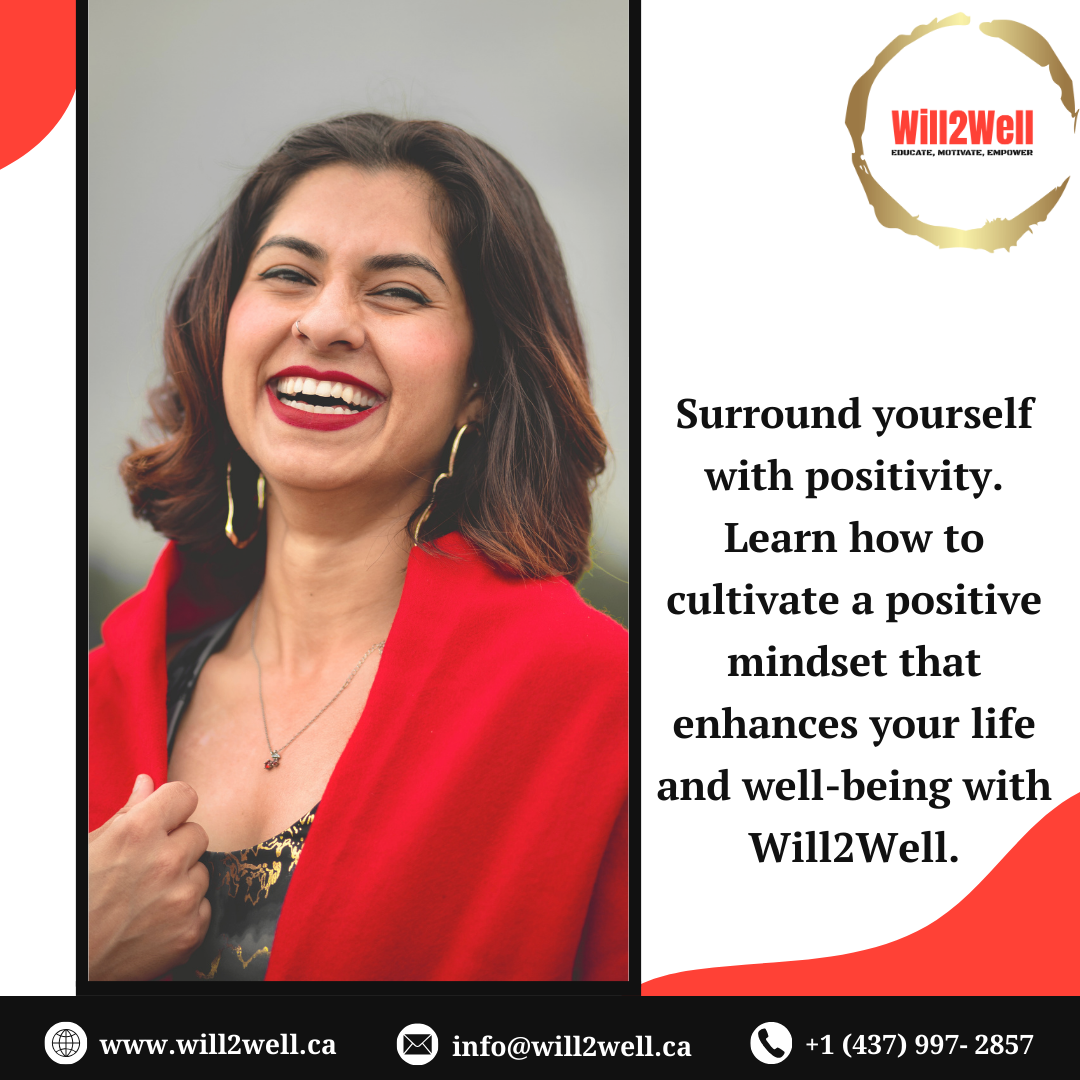 Will2Well
EDUCATE, MOTIVATE, EMPOWER
Surround yourself
with positivity.
Learn how to
cultivate a positive
mindset that
enhances your life
and well-being with
Will2Well.
www.will2well.ca
info@will2well.ca
+1 (437) 997- 2857